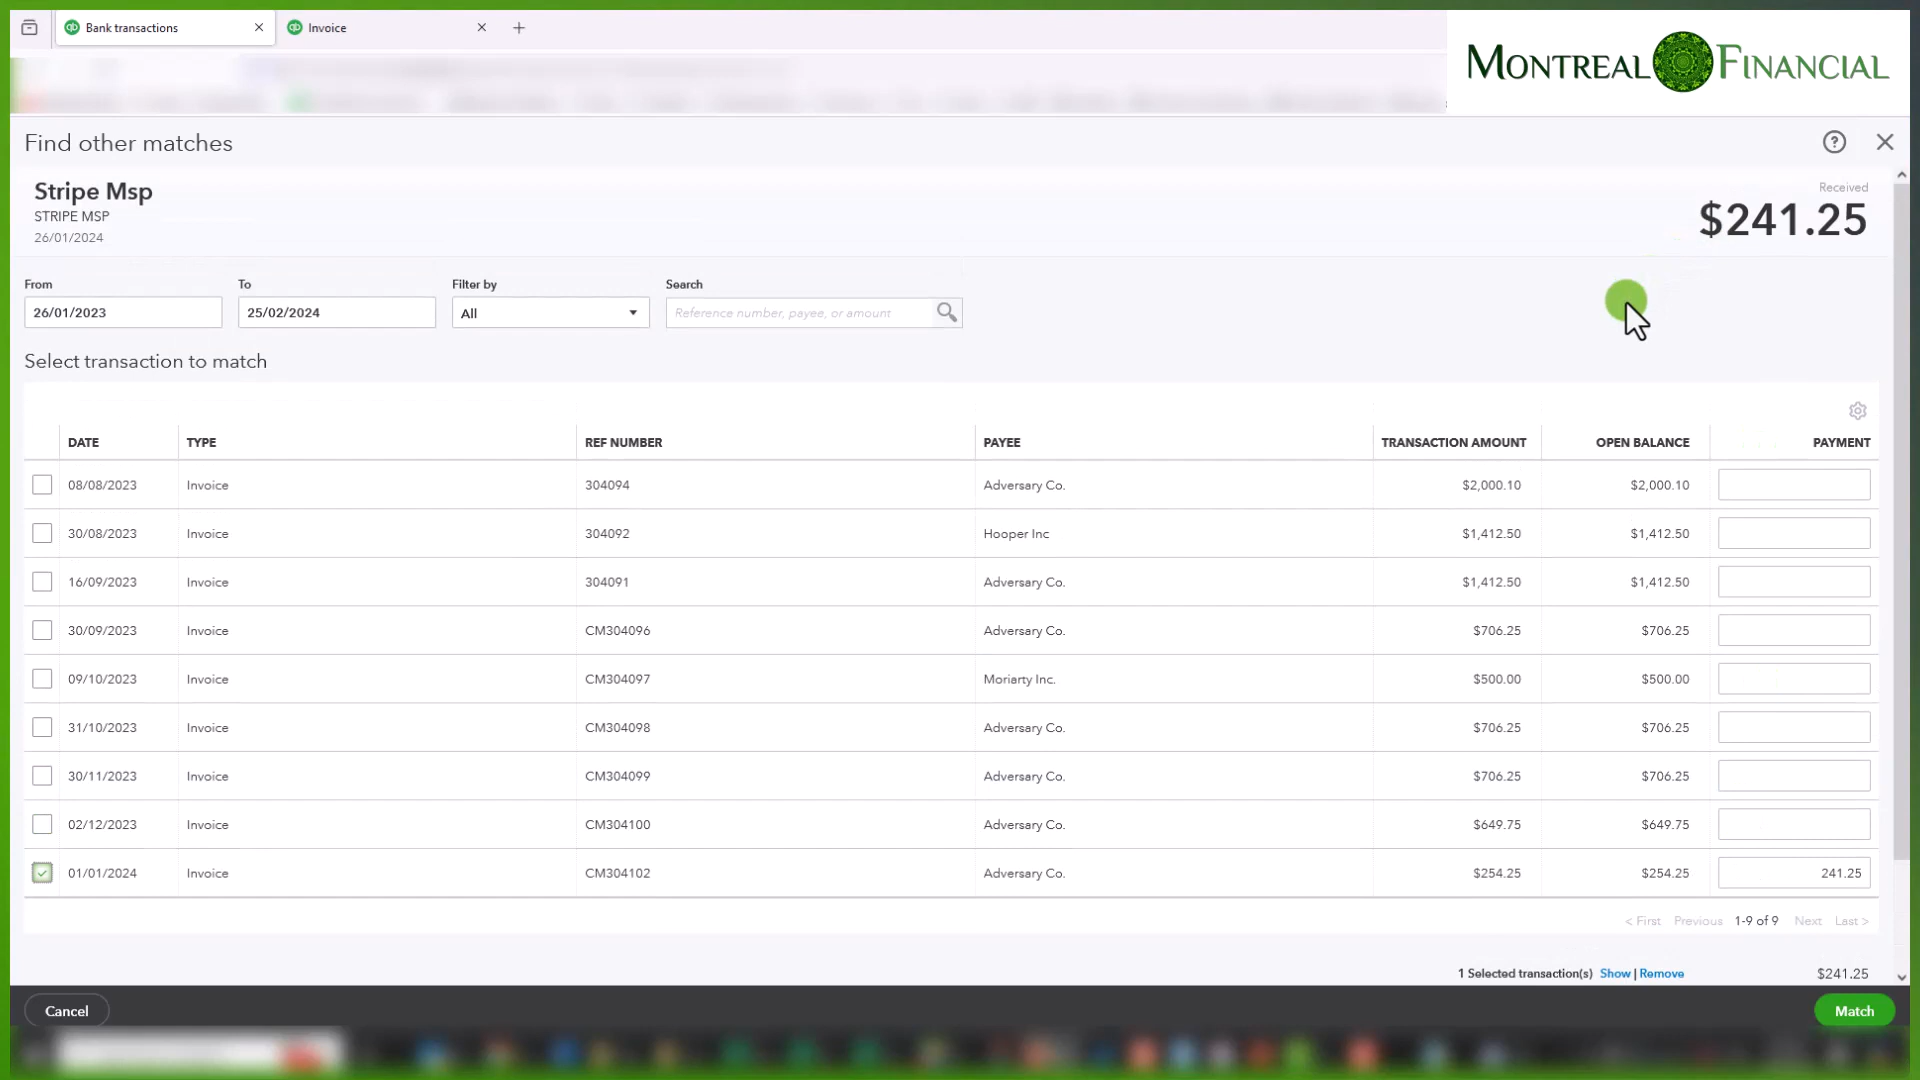 Bank transactions
Invoice
MONTREAL FINANCIAL
Find other matches
Stripe Msp
STRIPE MSP
26/01/2024
Received
$241.25
From
To
Filter by
Search
26/01/2023
25/02/2024
All
Reference number, payee, or amount
Select transaction to match
DATE TYPE REF NUMBER PAYEE TRANSACTION AMOUNT OPEN BALANCE PAYMENT
08/08/2023 Invoice 304094 Adversary Co. $2,000.10 $2,000.10
30/08/2023 Invoice 304092 Hooper Inc $1,412.50 $1,412.50
16/09/2023 Invoice 304091 Adversary Co. $1,412.50 $1,412.50
30/09/2023 Invoice CM304096 Adversary Co. $706.25 $706.25
09/10/2023 Invoice CM304097 Moriarty Inc. $500.00 $500.00
31/10/2023 Invoice CM304098 Adversary Co. $706.25 $706.25
30/11/2023 Invoice CM304099 Adversary Co. $706.25 $706.25
02/12/2023 Invoice CM304100 Adversary Co. $649.75 $649.75
01/01/2024 Invoice CM304102 Adversary Co. $254.25 $254.25 241.25
< First Previous 1-9 of 9 Next Last >
1 Selected transaction(s) Show | Remove $241.25
Cancel
Match